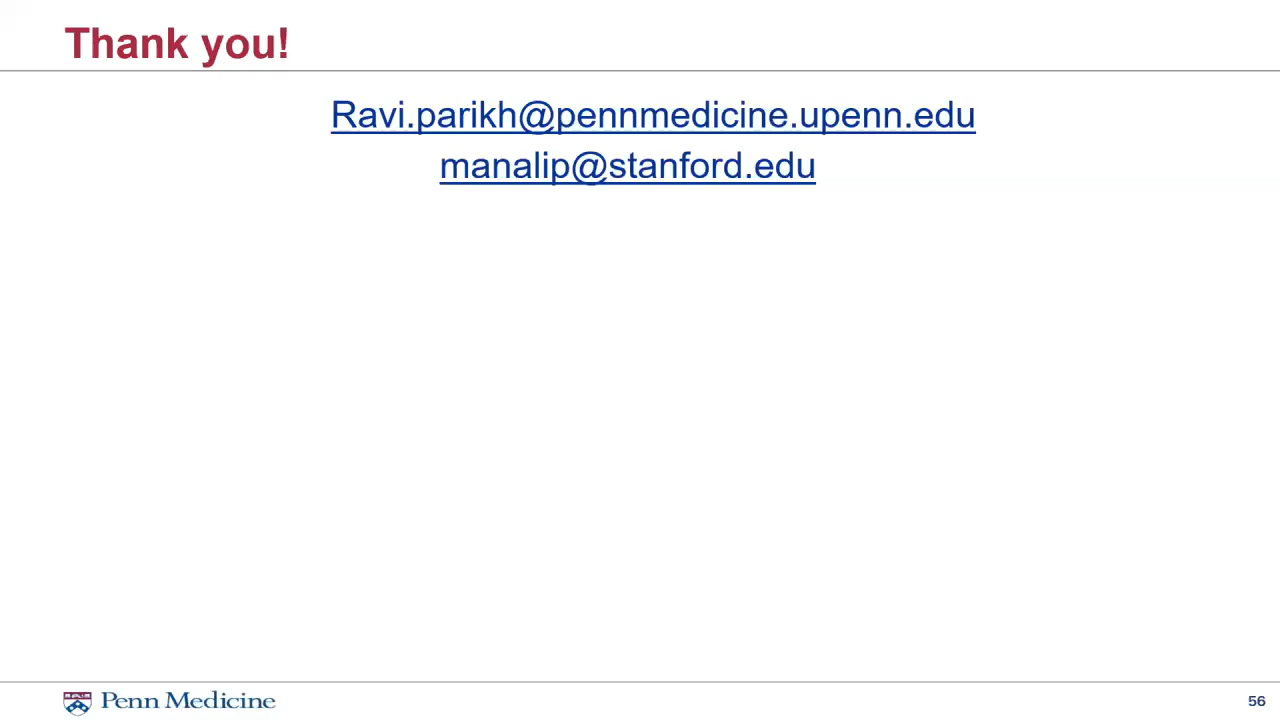 Thank you!
Ravi.parikh@pennmedicine.upenn.edu
manalip@stanford.edu
Penn Medicine
56